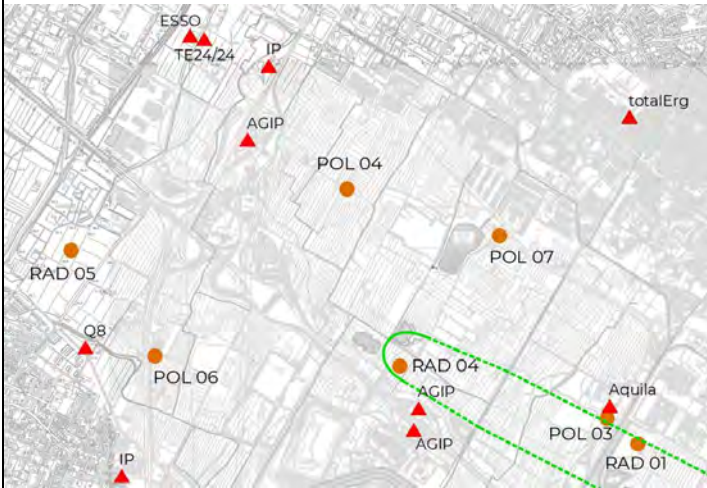 ESSO
TE24/24
IP
totalErg
AGIP
POL 04
POL 07
RAD 05
Q8
POL 06
RAD 04
AGIP
Aquila
POL 03
AGIP
RAD 01
IP